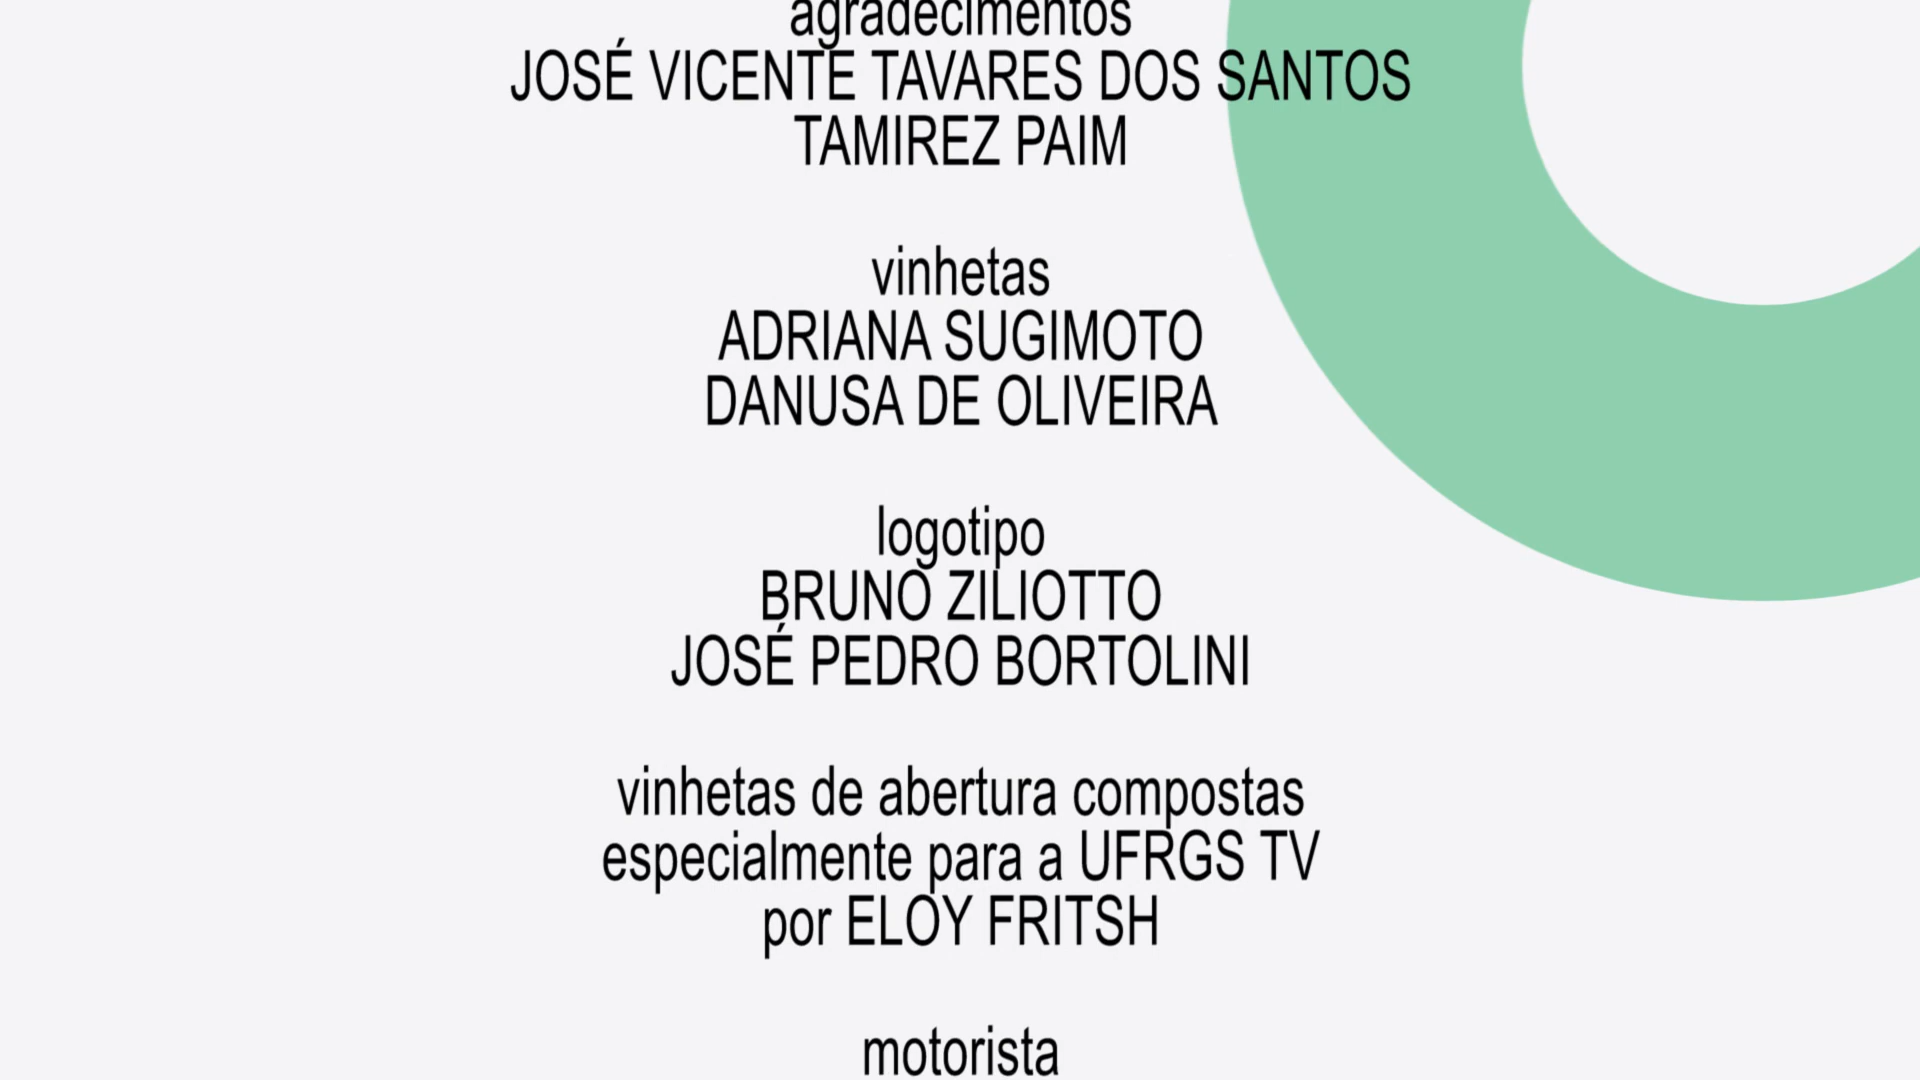 agradecimentos
JOSÉ VICENTE TAVARES DOS SANTOS
TAMIREZ PAIM
vinhetas
ADRIANA SUGIMOTO
DANUSA DE OLIVEIRA
logotipo
BRUNO ZILIOTTO
JOSÉ PEDRO BORTOLINI
vinhetas de abertura compostas
especialmente para a UFRGS TV
por ELOY FRITSH
motorista